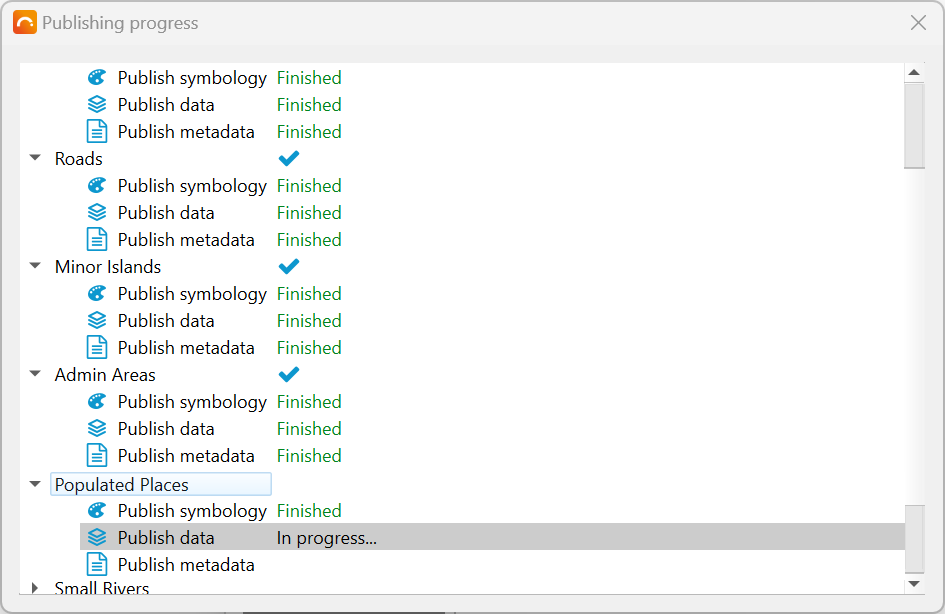 Publishing progress
Publish symbology Finished
Publish data Finished
Publish metadata Finished
Roads
Publish symbology Finished
Publish data Finished
Publish metadata Finished
Minor Islands
Publish symbology Finished
Publish data Finished
Publish metadata Finished
Admin Areas
Publish symbology Finished
Publish data Finished
Publish metadata Finished
Populated Places
Publish symbology Finished
Publish data In progress...
Publish metadata
Small Rivers